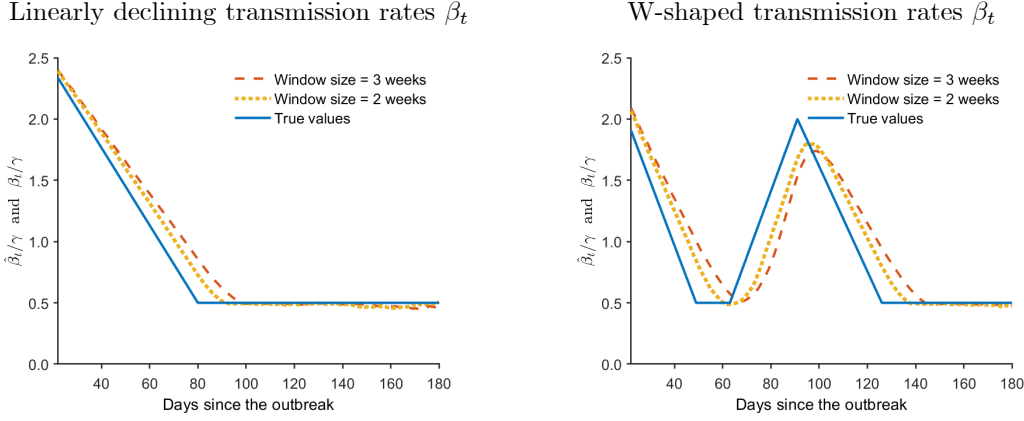 Linearly declining transmission rates βₜ
2.5
2.0
1.5
1.0
0.5
0.0
β̂ₜ/γ and βₜ/γ
Window size = 3 weeks
Window size = 2 weeks
True values
40 60 80 100 120 140 160 180
Days since the outbreak
W-shaped transmission rates βₜ
2.5
2.0
1.5
1.0
0.5
0.0
β̂ₜ/γ and βₜ/γ
Window size = 3 weeks
Window size = 2 weeks
True values
40 60 80 100 120 140 160 180
Days since the outbreak